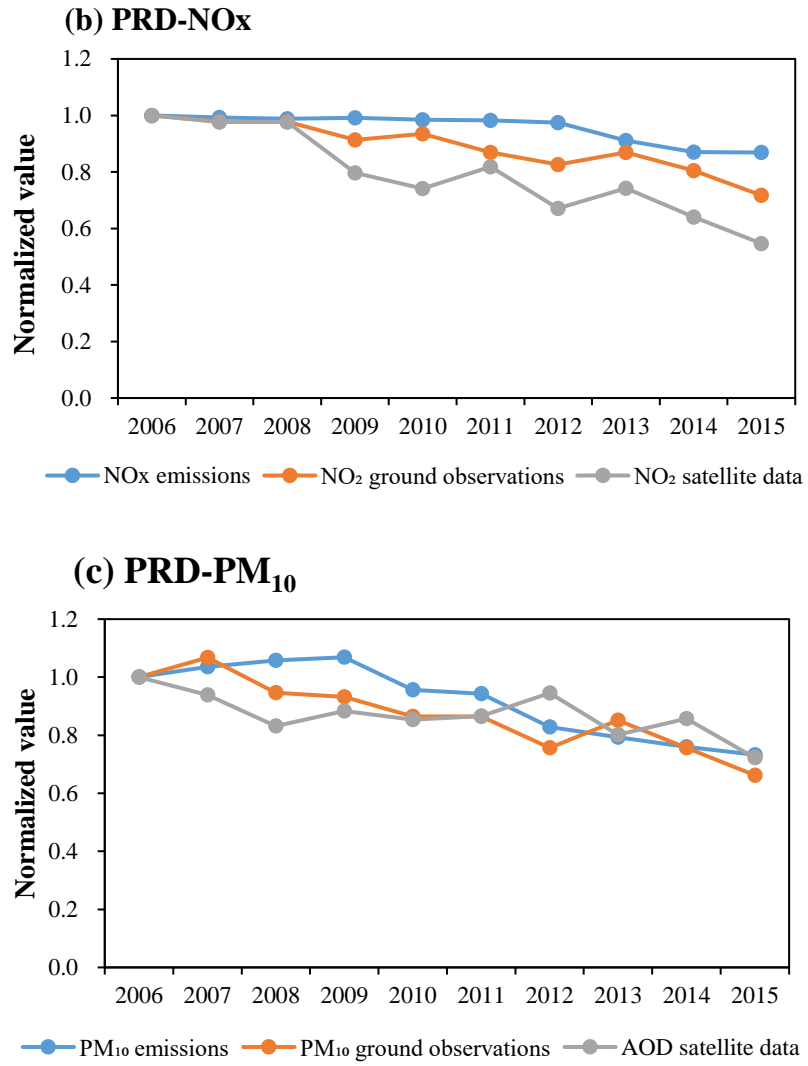 (b) PRD-NOx
Normalized value
1.2
1.0
0.8
0.6
0.4
0.2
0.0
2006 2007 2008 2009 2010 2011 2012 2013 2014 2015
NOx emissions NO₂ ground observations NO₂ satellite data
(c) PRD-PM₁₀
Normalized value
1.2
1.0
0.8
0.6
0.4
0.2
0.0
2006 2007 2008 2009 2010 2011 2012 2013 2014 2015
PM₁₀ emissions PM₁₀ ground observations AOD satellite data